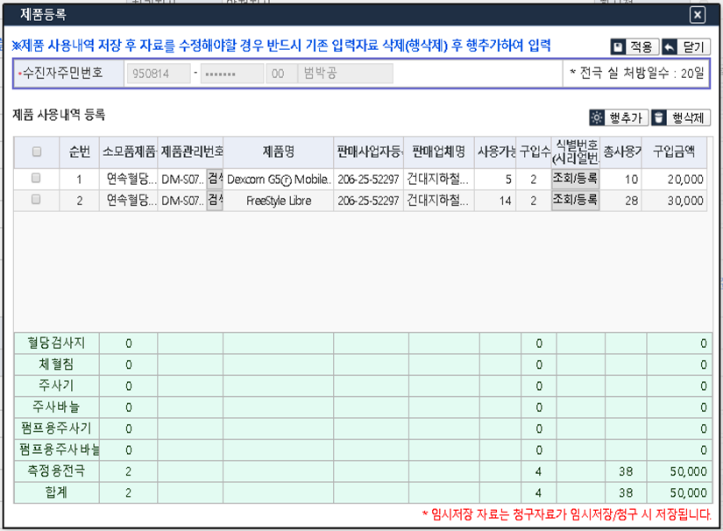 제품등록
※제품 사용내역 저장 후 자료를 수정해야할 경우 반드시 기존 입력자료 삭제(행삭제) 후 행추가하여 입력 적용 닫기
*수진자주민번호 950814 - ••••••• 00 범박공 * 전극 실 처방일수 : 20일
제품 사용내역 등록 행추가 행삭제
순번 소모품제품 제품관리번호 제품명 판매사업자등 판매업체명 사용가능 구입수 식별번호 (시리얼번 총사용가 구입금액
1 연속혈당... DM-S07.. 검색 Dexcom G5ⓡ Mobile.. 206-25-52297 건대지하철... 5 2 조회/등록 10 20,000
2 연속혈당... DM-S07.. 검색 FreeStyle Libre 206-25-52297 건대지하철... 14 2 조회/등록 28 30,000
혈당검사지 0 0 0
채혈침 0 0 0
주사기 0 0 0
주사바늘 0 0 0
펌프용주사기 0 0 0
펌프용주사바늘 0 0 0
측정용전극 2 4 38 50,000
합계 2 4 38 50,000
* 임시저장 자료는 청구자료가 임시저장/청구 시 저장됩니다.